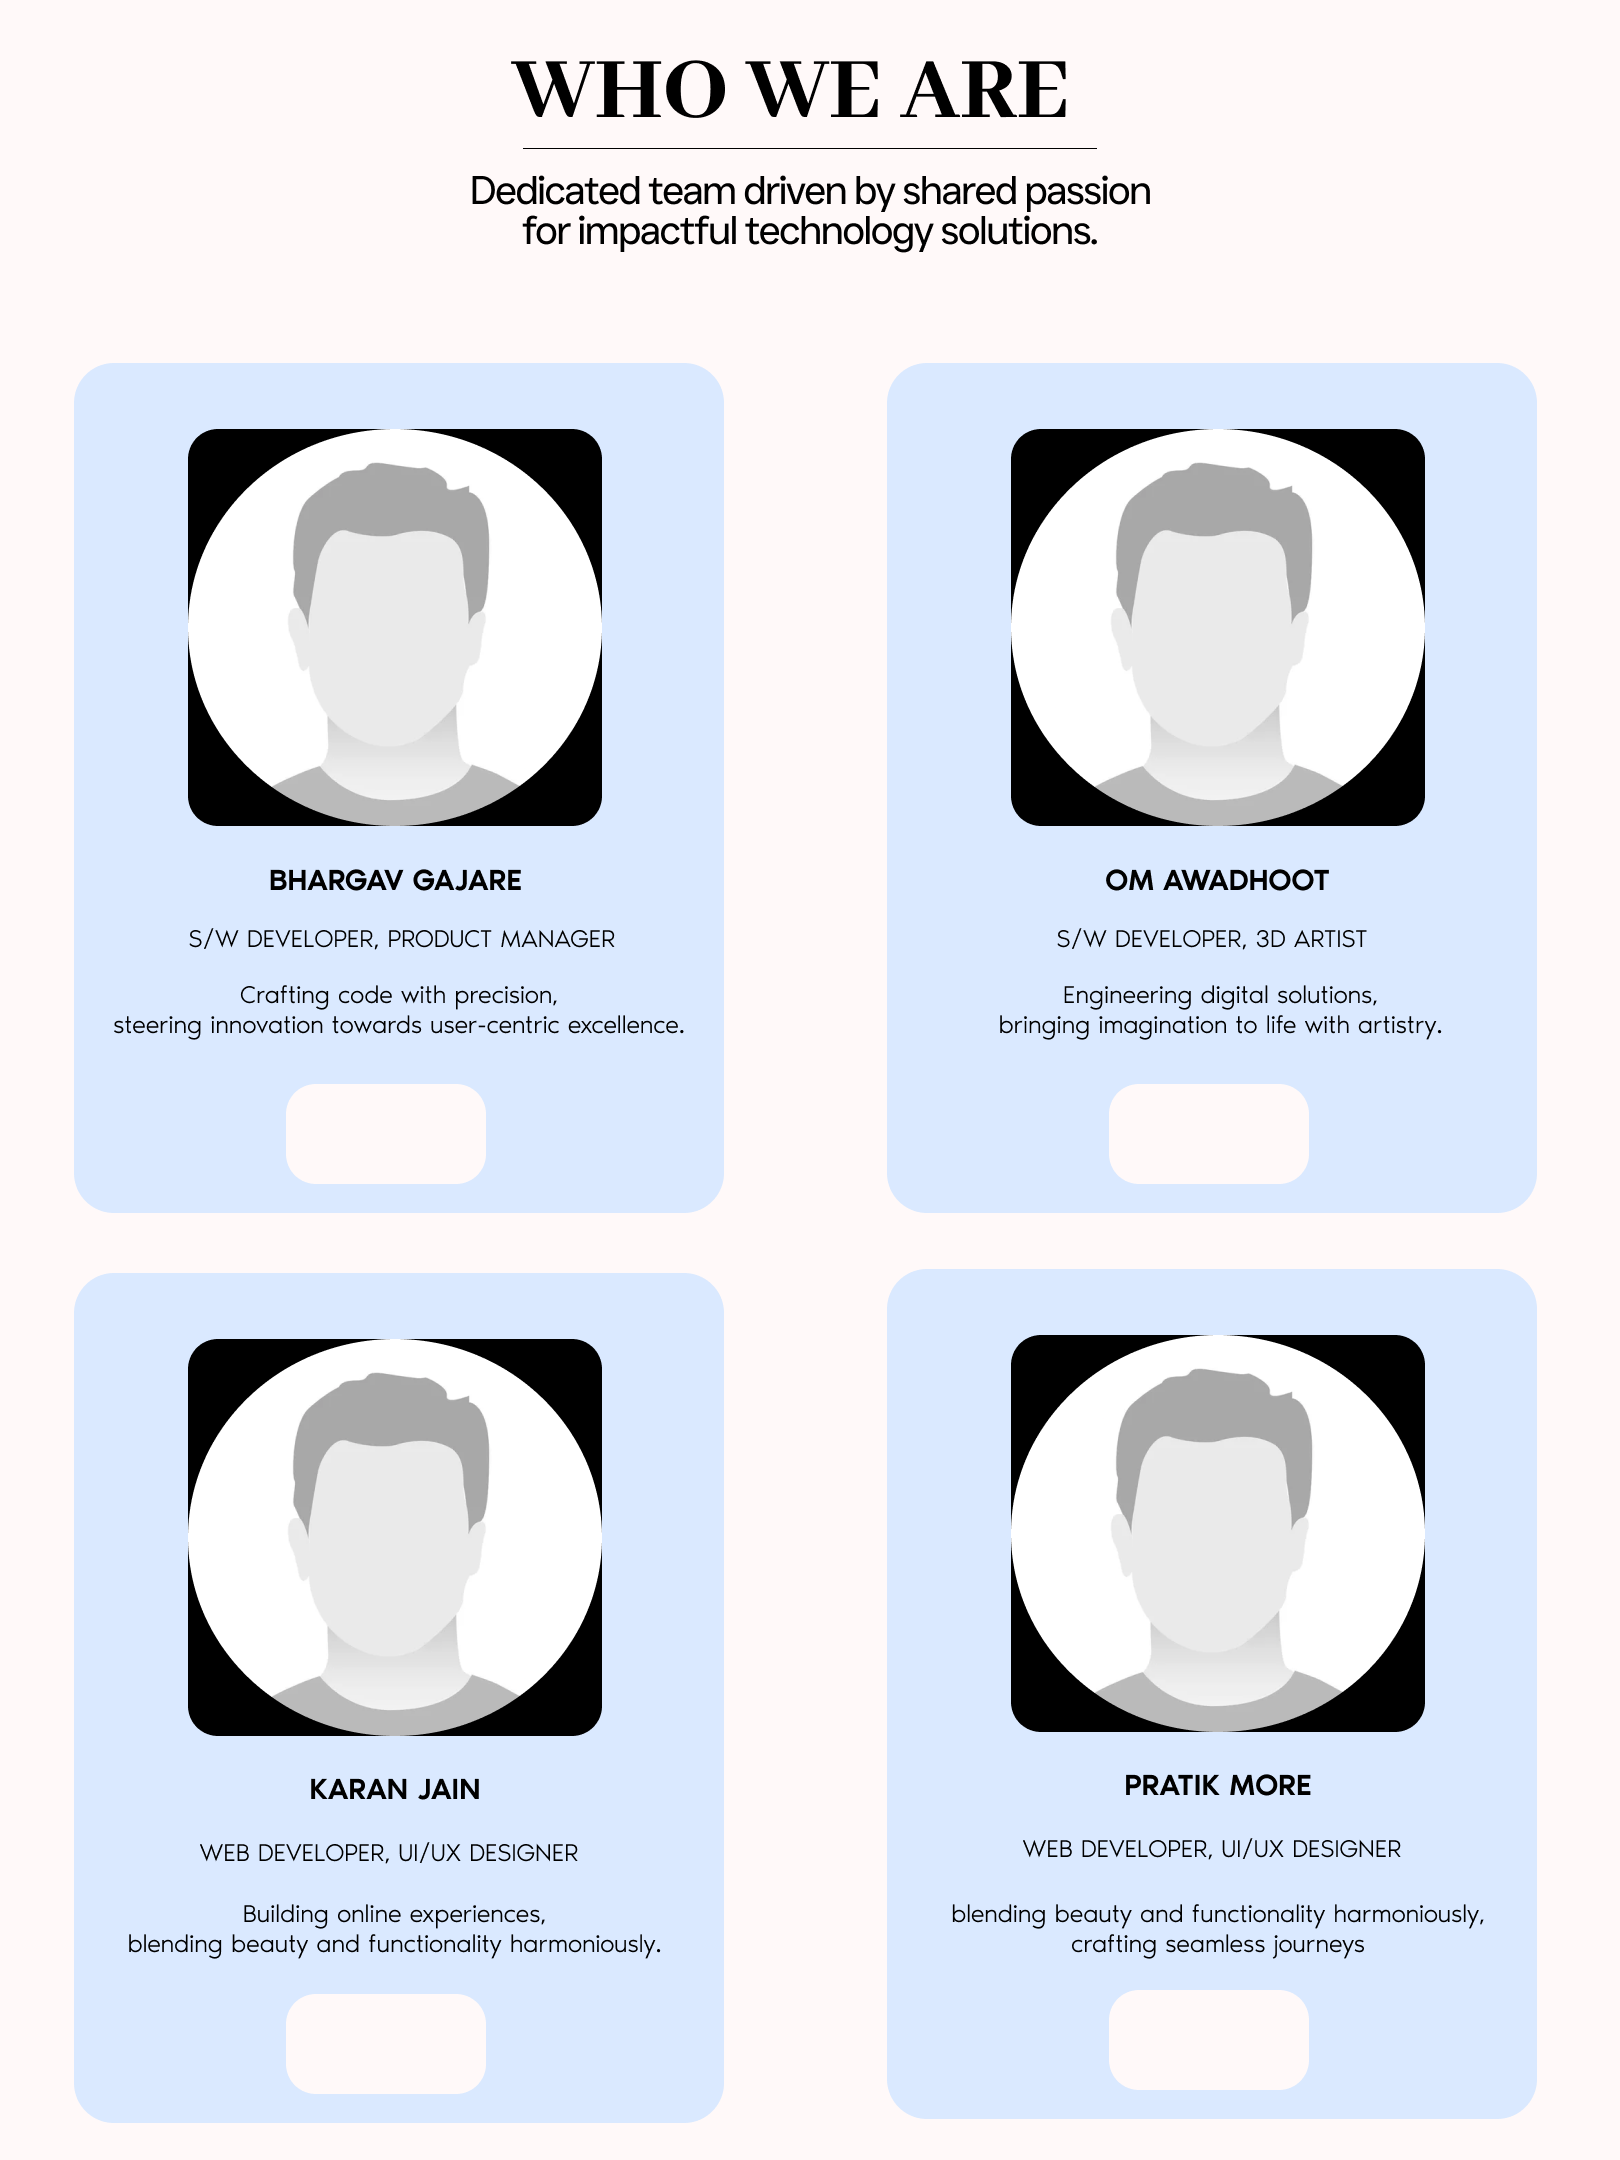 WHO WE ARE
Dedicated team driven by shared passion
for impactful technology solutions.
BHARGAV GAJARE
S/W DEVELOPER, PRODUCT MANAGER
Crafting code with precision,
steering innovation towards user-centric excellence.
OM AWADHOOT
S/W DEVELOPER, 3D ARTIST
Engineering digital solutions,
bringing imagination to life with artistry.
KARAN JAIN
WEB DEVELOPER, UI/UX DESIGNER
Building online experiences,
blending beauty and functionality harmoniously.
PRATIK MORE
WEB DEVELOPER, UI/UX DESIGNER
blending beauty and functionality harmoniously,
crafting seamless journeys